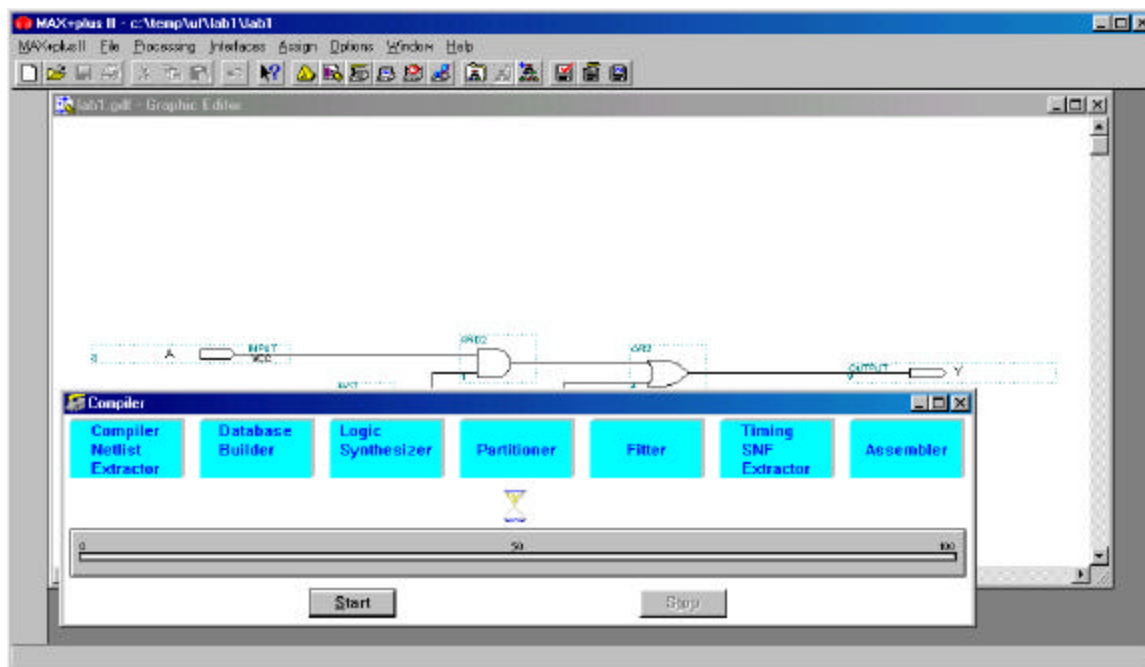 MAX+plus II - c:\temp\uf\lab1\lab1
MAX+plus II File Processing Interfaces Assign Options Window Help
lab1.gdf - Graphic Editor
AND2
OR2
A INPUT
VCC
OUTPUT Y
Compiler
Compiler Netlist Extractor
Database Builder
Logic Synthesizer
Partitioner
Fitter
Timing SNF Extractor
Assembler
0 50 100
Start Stop